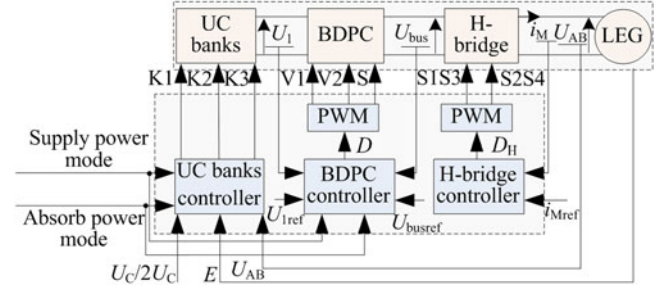 UC banks
U1
BDPC
Ubus
H-bridge
iM
UAB
LEG
K1 K2 K3
V1 V2 S
S1S3
S2S4
PWM
PWM
D
DH
Supply power mode
Absorb power mode
UC banks controller
BDPC controller
H-bridge controller
U1ref
Ubusref
iMref
UC/2UC
E
UAB